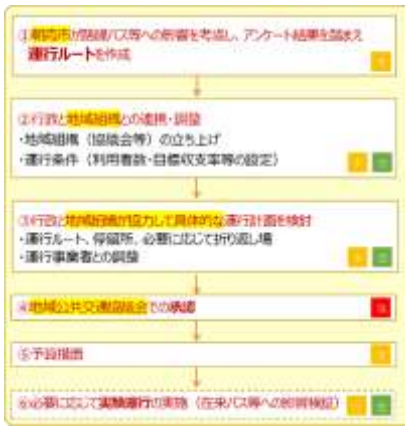 ①都市が路線バス等への影響を考慮し、アンケート結果を踏まえ
運行ルートを作成
②行政と地域組織との連携・調整
・地域組織（協議会等）の立ち上げ
・運行条件（利用者数・目標収支率等の設定）
③行政と地域組織が協力して具体的な運行計画を検討
・運行ルート、停留所、必要に応じて折り返し場
・運行事業者との調整
④地域公共交通協議会での承認
⑤予算措置
⑥必要に応じて実験運行の実施（在来バス等への影響検証）